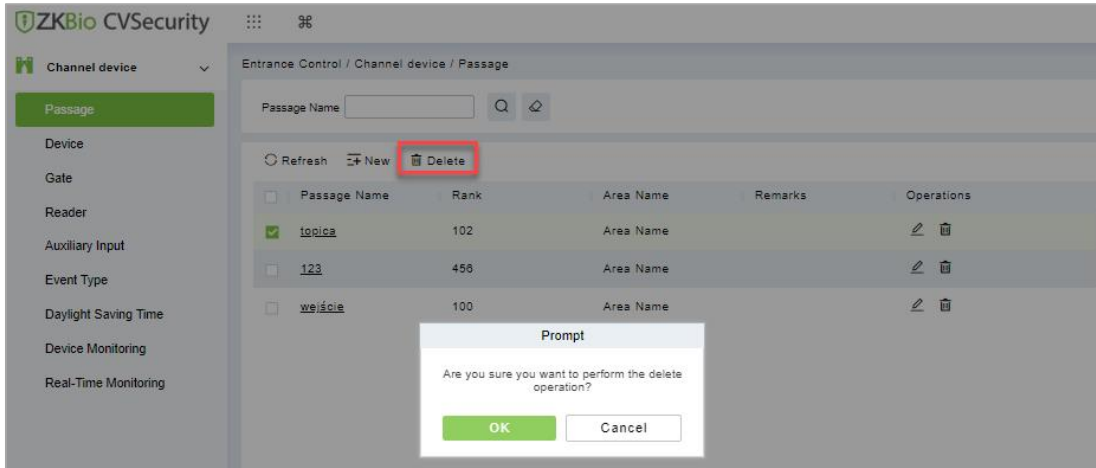 ZKBio CVSecurity
Channel device
Entrance Control / Channel device / Passage
Passage
Passage Name
Device
Refresh New Delete
Gate
Passage Name Rank Area Name Remarks Operations
Reader
topica 102 Area Name
Auxiliary Input
123 456 Area Name
Event Type
wejście 100 Area Name
Daylight Saving Time
Prompt
Device Monitoring
Are you sure you want to perform the delete
operation?
Real-Time Monitoring
OK Cancel